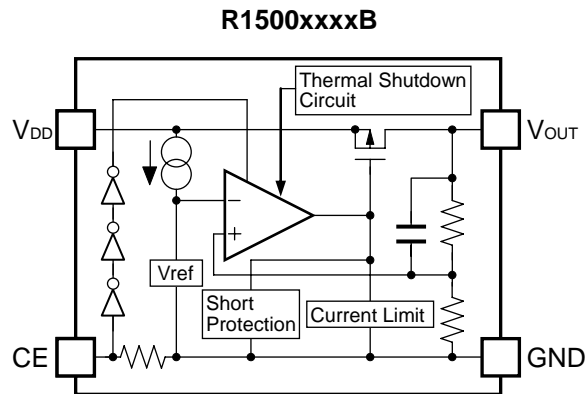 R1500xxxxB
Thermal Shutdown
Circuit
VDD
VOUT
−
+
Vref
Short
Protection
Current Limit
CE
GND